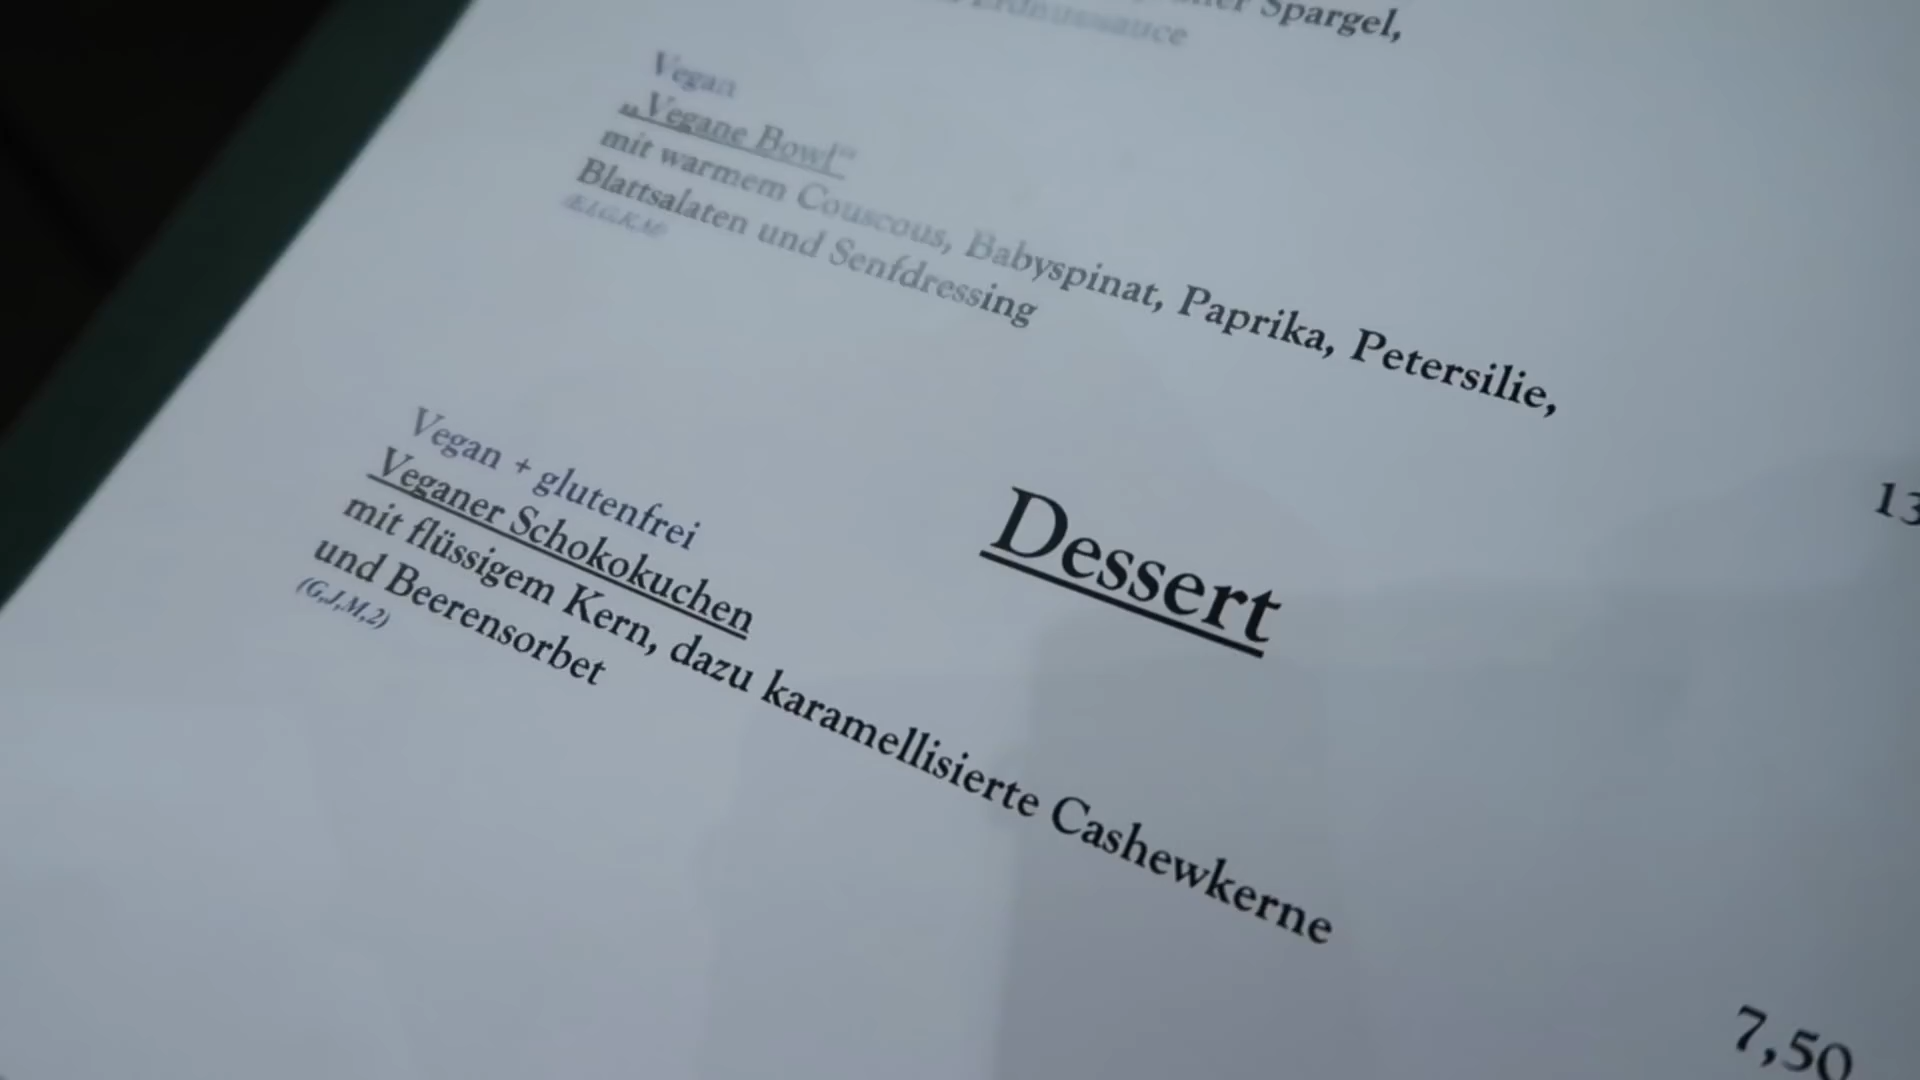 Spargel,
Erdnusssauce
Vegan
„Vegane Bowl“
mit warmem Couscous, Babyspinat, Paprika, Petersilie,
Blattsalaten und Senfdressing
13
Dessert
Vegan + glutenfrei
Veganer Schokokuchen
mit flüssigem Kern, dazu karamellisierte Cashewkerne
und Beerensorbet
(G,J,M,2)
7,50